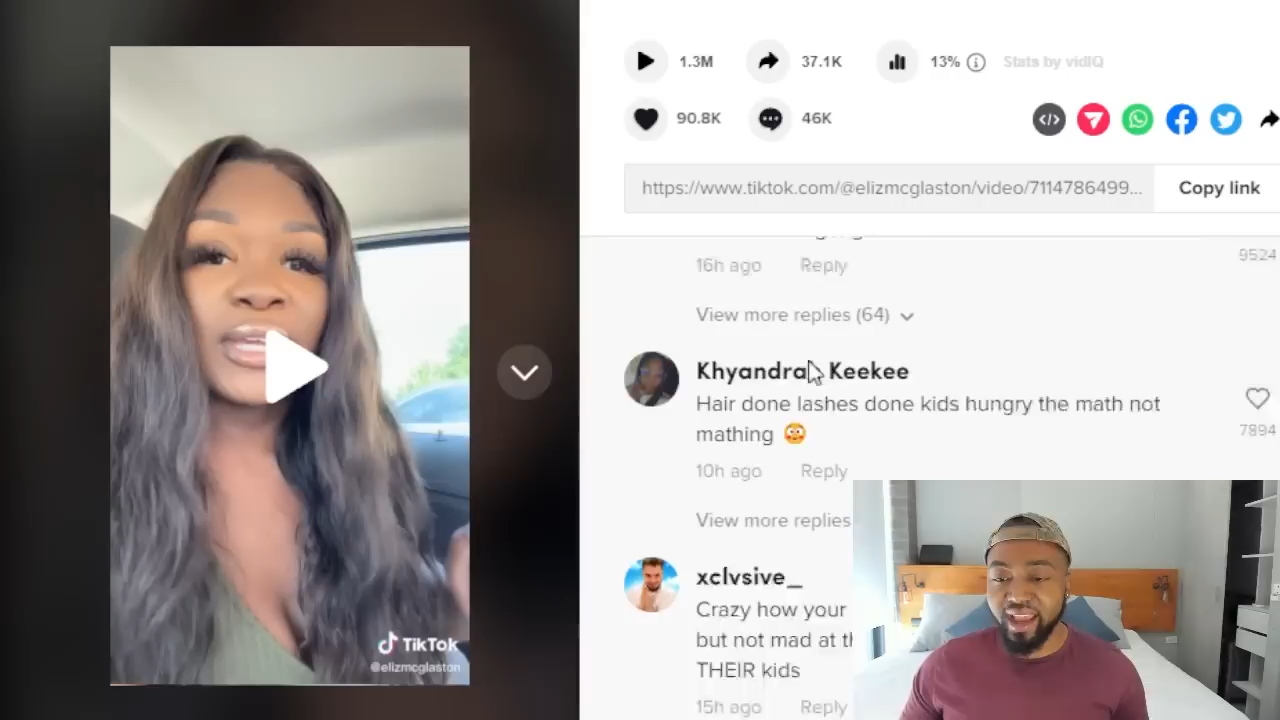 1.3M
37.1K
13%
Stats by vidIQ
90.8K
46K
https://www.tiktok.com/@elizmcglaston/video/7114786499...
Copy link
16h ago
Reply
9524
View more replies (64)
Khyandra Keekee
Hair done lashes done kids hungry the math not
mathing
7894
10h ago
Reply
View more replies
xclvsive_
Crazy how your
but not mad at th
THEIR kids
15h ago
Reply
TikTok
@elizmcglaston